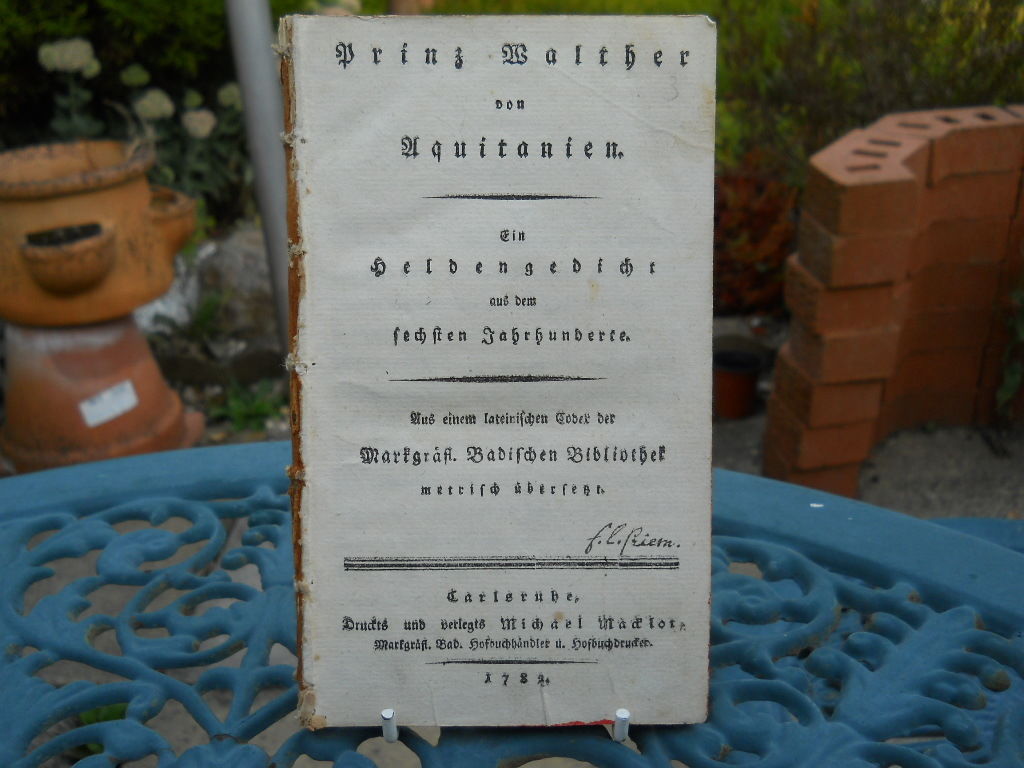 Prinz Walther
von
Aquitanien.
Ein
Heldengedicht
aus dem
sechsten Jahrhunderte.
Aus einem lateinischen Codex der
Markgräfl. Badischen Bibliothek
metrisch übersetzt.
Carlsruhe,
Druckts und verlegts Michael Macklot,
Markgräfl. Bad. Hofbuchhändler u. Hofbuchdrucker.